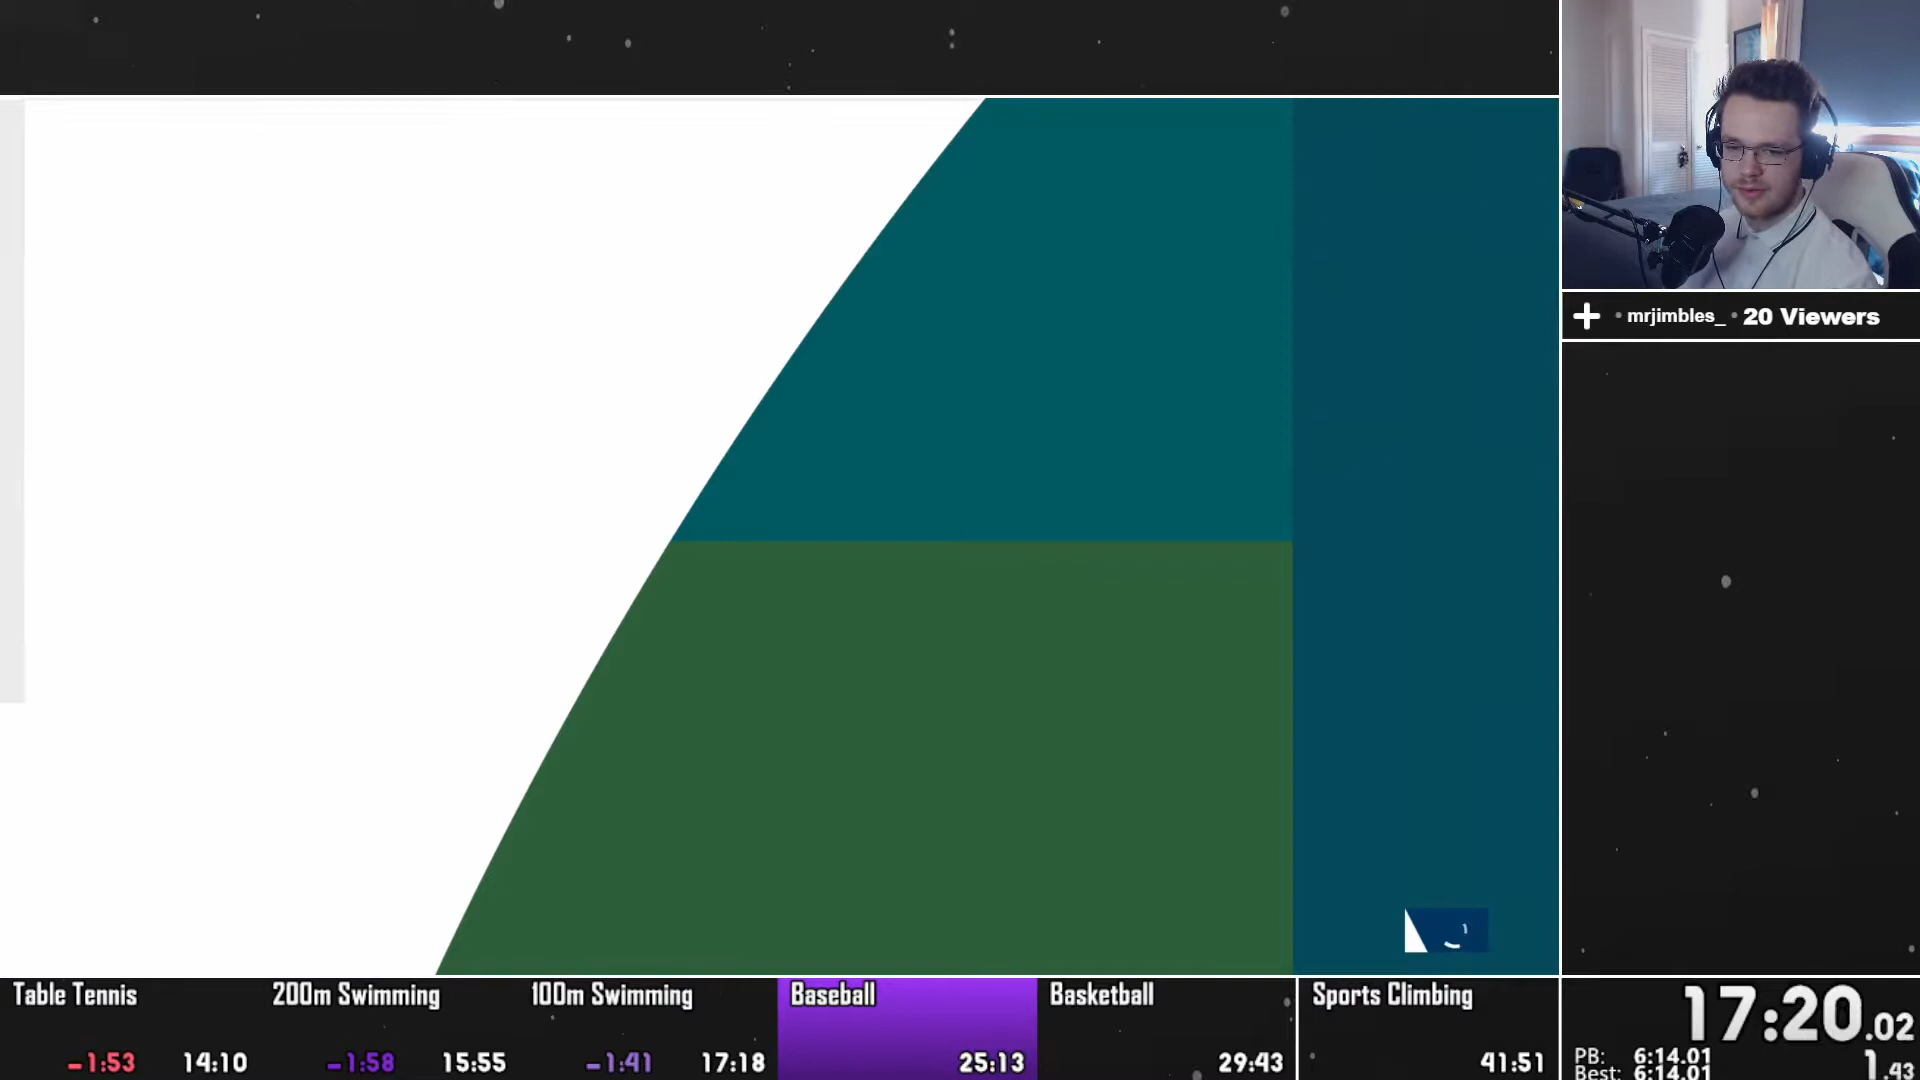 + • mrjimbles_ • 20 Viewers
Table Tennis
-1:53 14:10
200m Swimming
-1:58 15:55
100m Swimming
-1:41 17:18
Baseball
25:13
Basketball
29:43
Sports Climbing
41:51
17:20.02
PB: 6:14.01
Best: 6:14.01
1.43